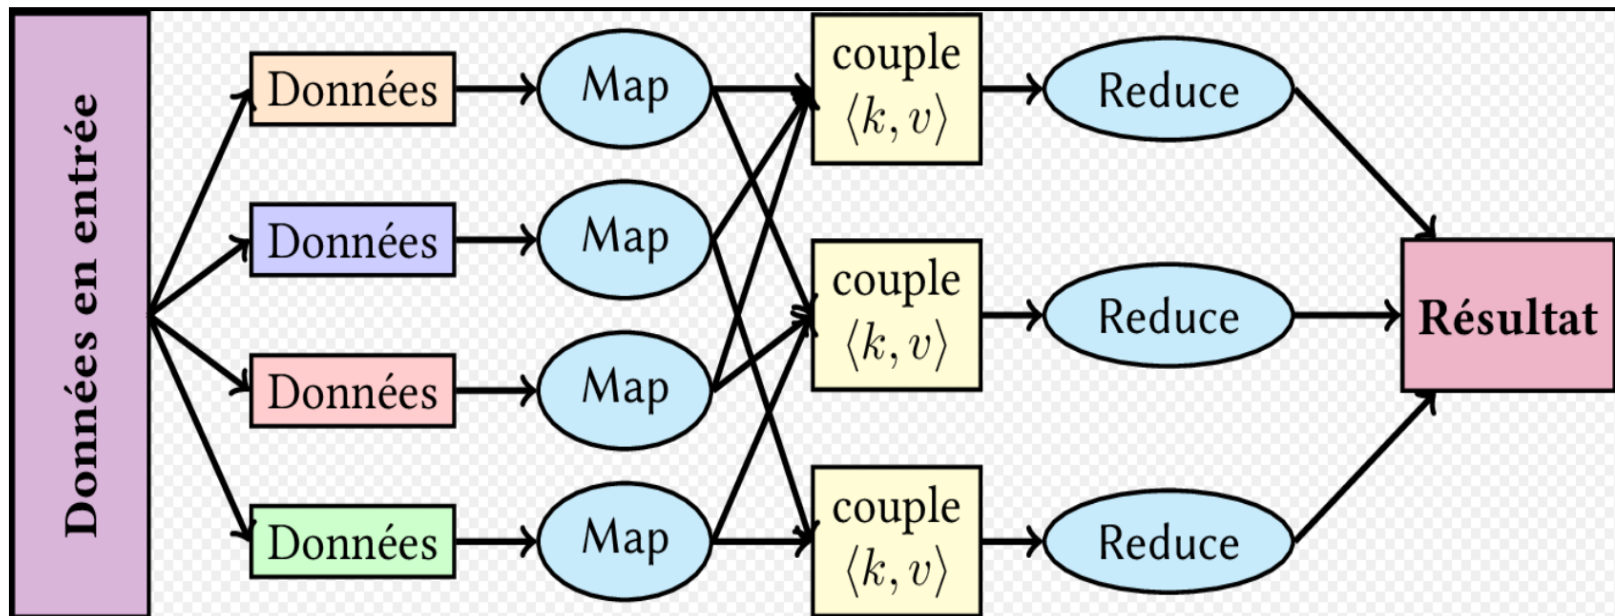 Données en entrée
Données
Map
couple
⟨k, v⟩
Reduce
Données
Map
couple
⟨k, v⟩
Reduce
Résultat
Données
Map
Données
Map
couple
⟨k, v⟩
Reduce